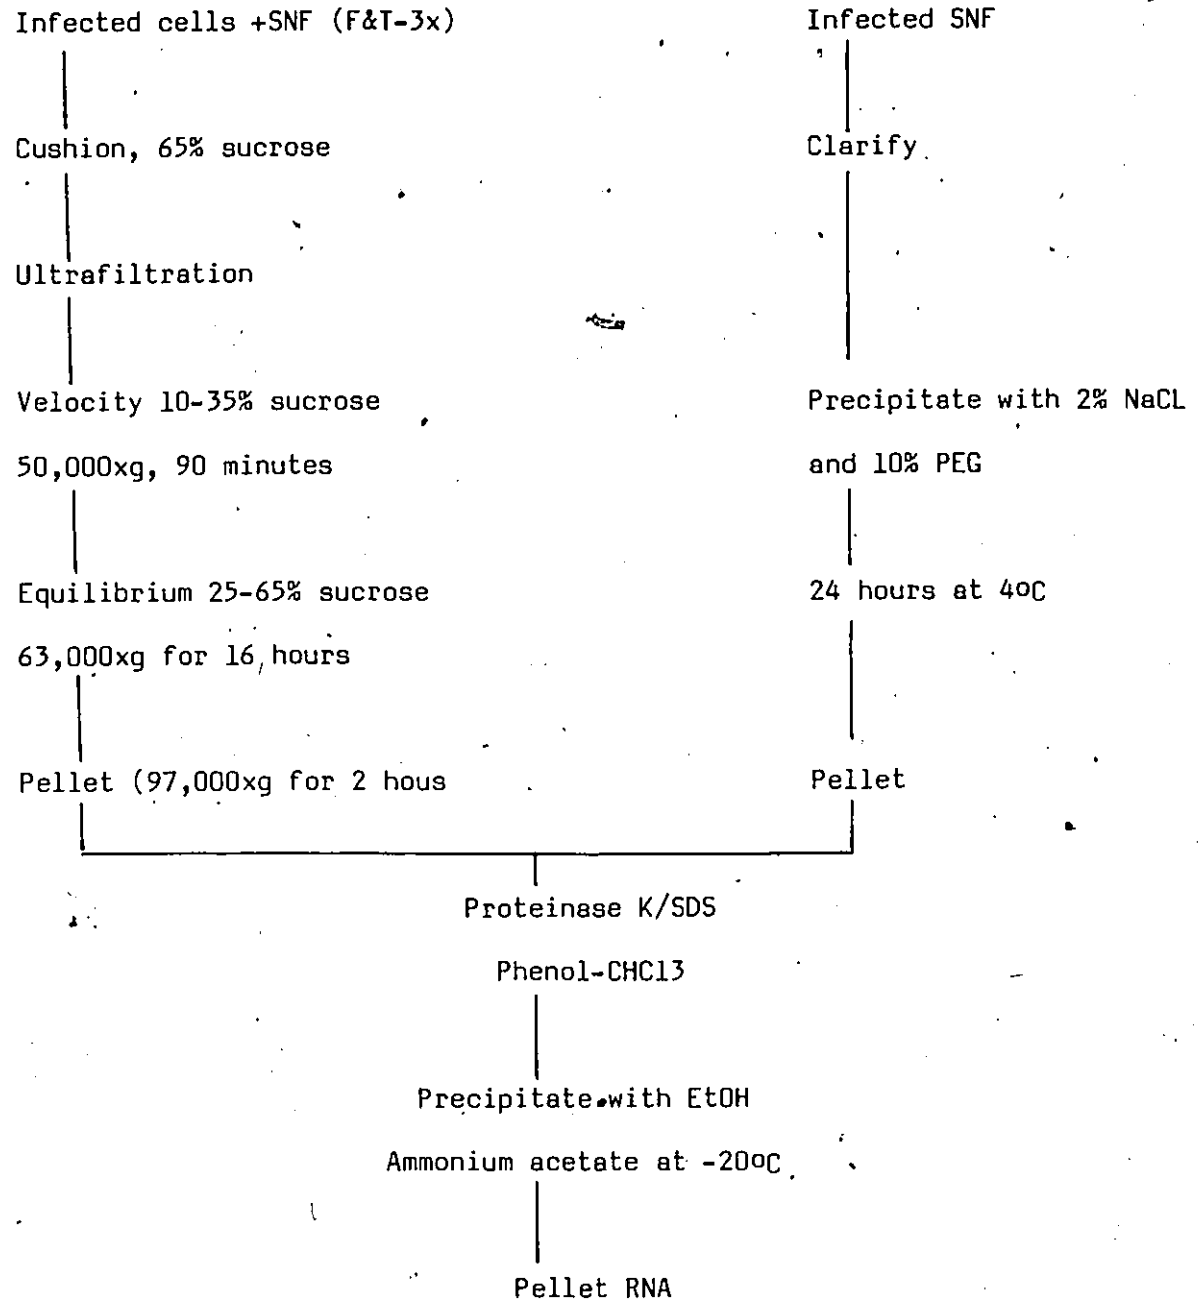 Infected cells +SNF (F&T-3x)
Cushion, 65% sucrose
Ultrafiltration
Velocity 10-35% sucrose
50,000xg, 90 minutes
Equilibrium 25-65% sucrose
63,000xg for 16 hours
Pellet (97,000xg for 2 hous
Infected SNF
Clarify
Precipitate with 2% NaCL
and 10% PEG
24 hours at 4oC
Pellet
Proteinase K/SDS
Phenol-CHCl3
Precipitate with EtOH
Ammonium acetate at -20oC
Pellet RNA